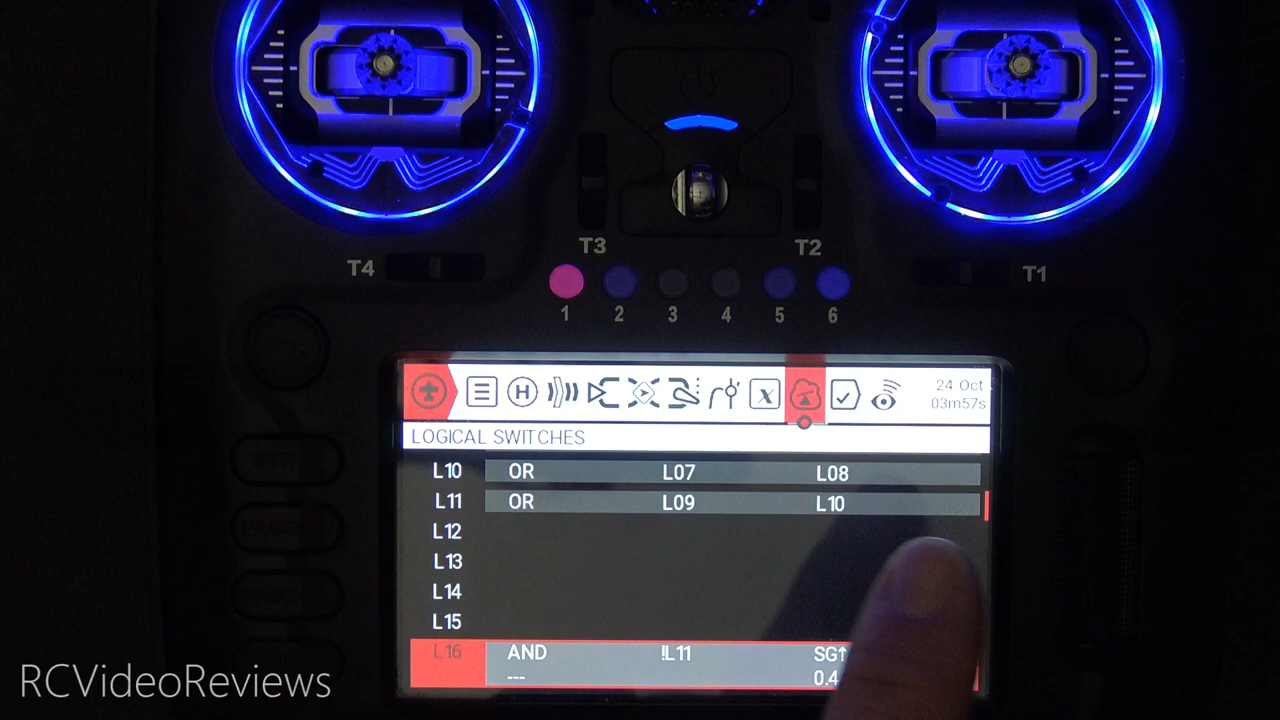 T3
T2
T4
T1
1 2 3 4 5 6
24 Oct
03m57s
LOGICAL SWITCHES
L10 OR L07 L08
L11 OR L09 L10
L12
L13
L14
L15
L16 AND !L11 SG↑
--- 0.4
RCVideoReviews